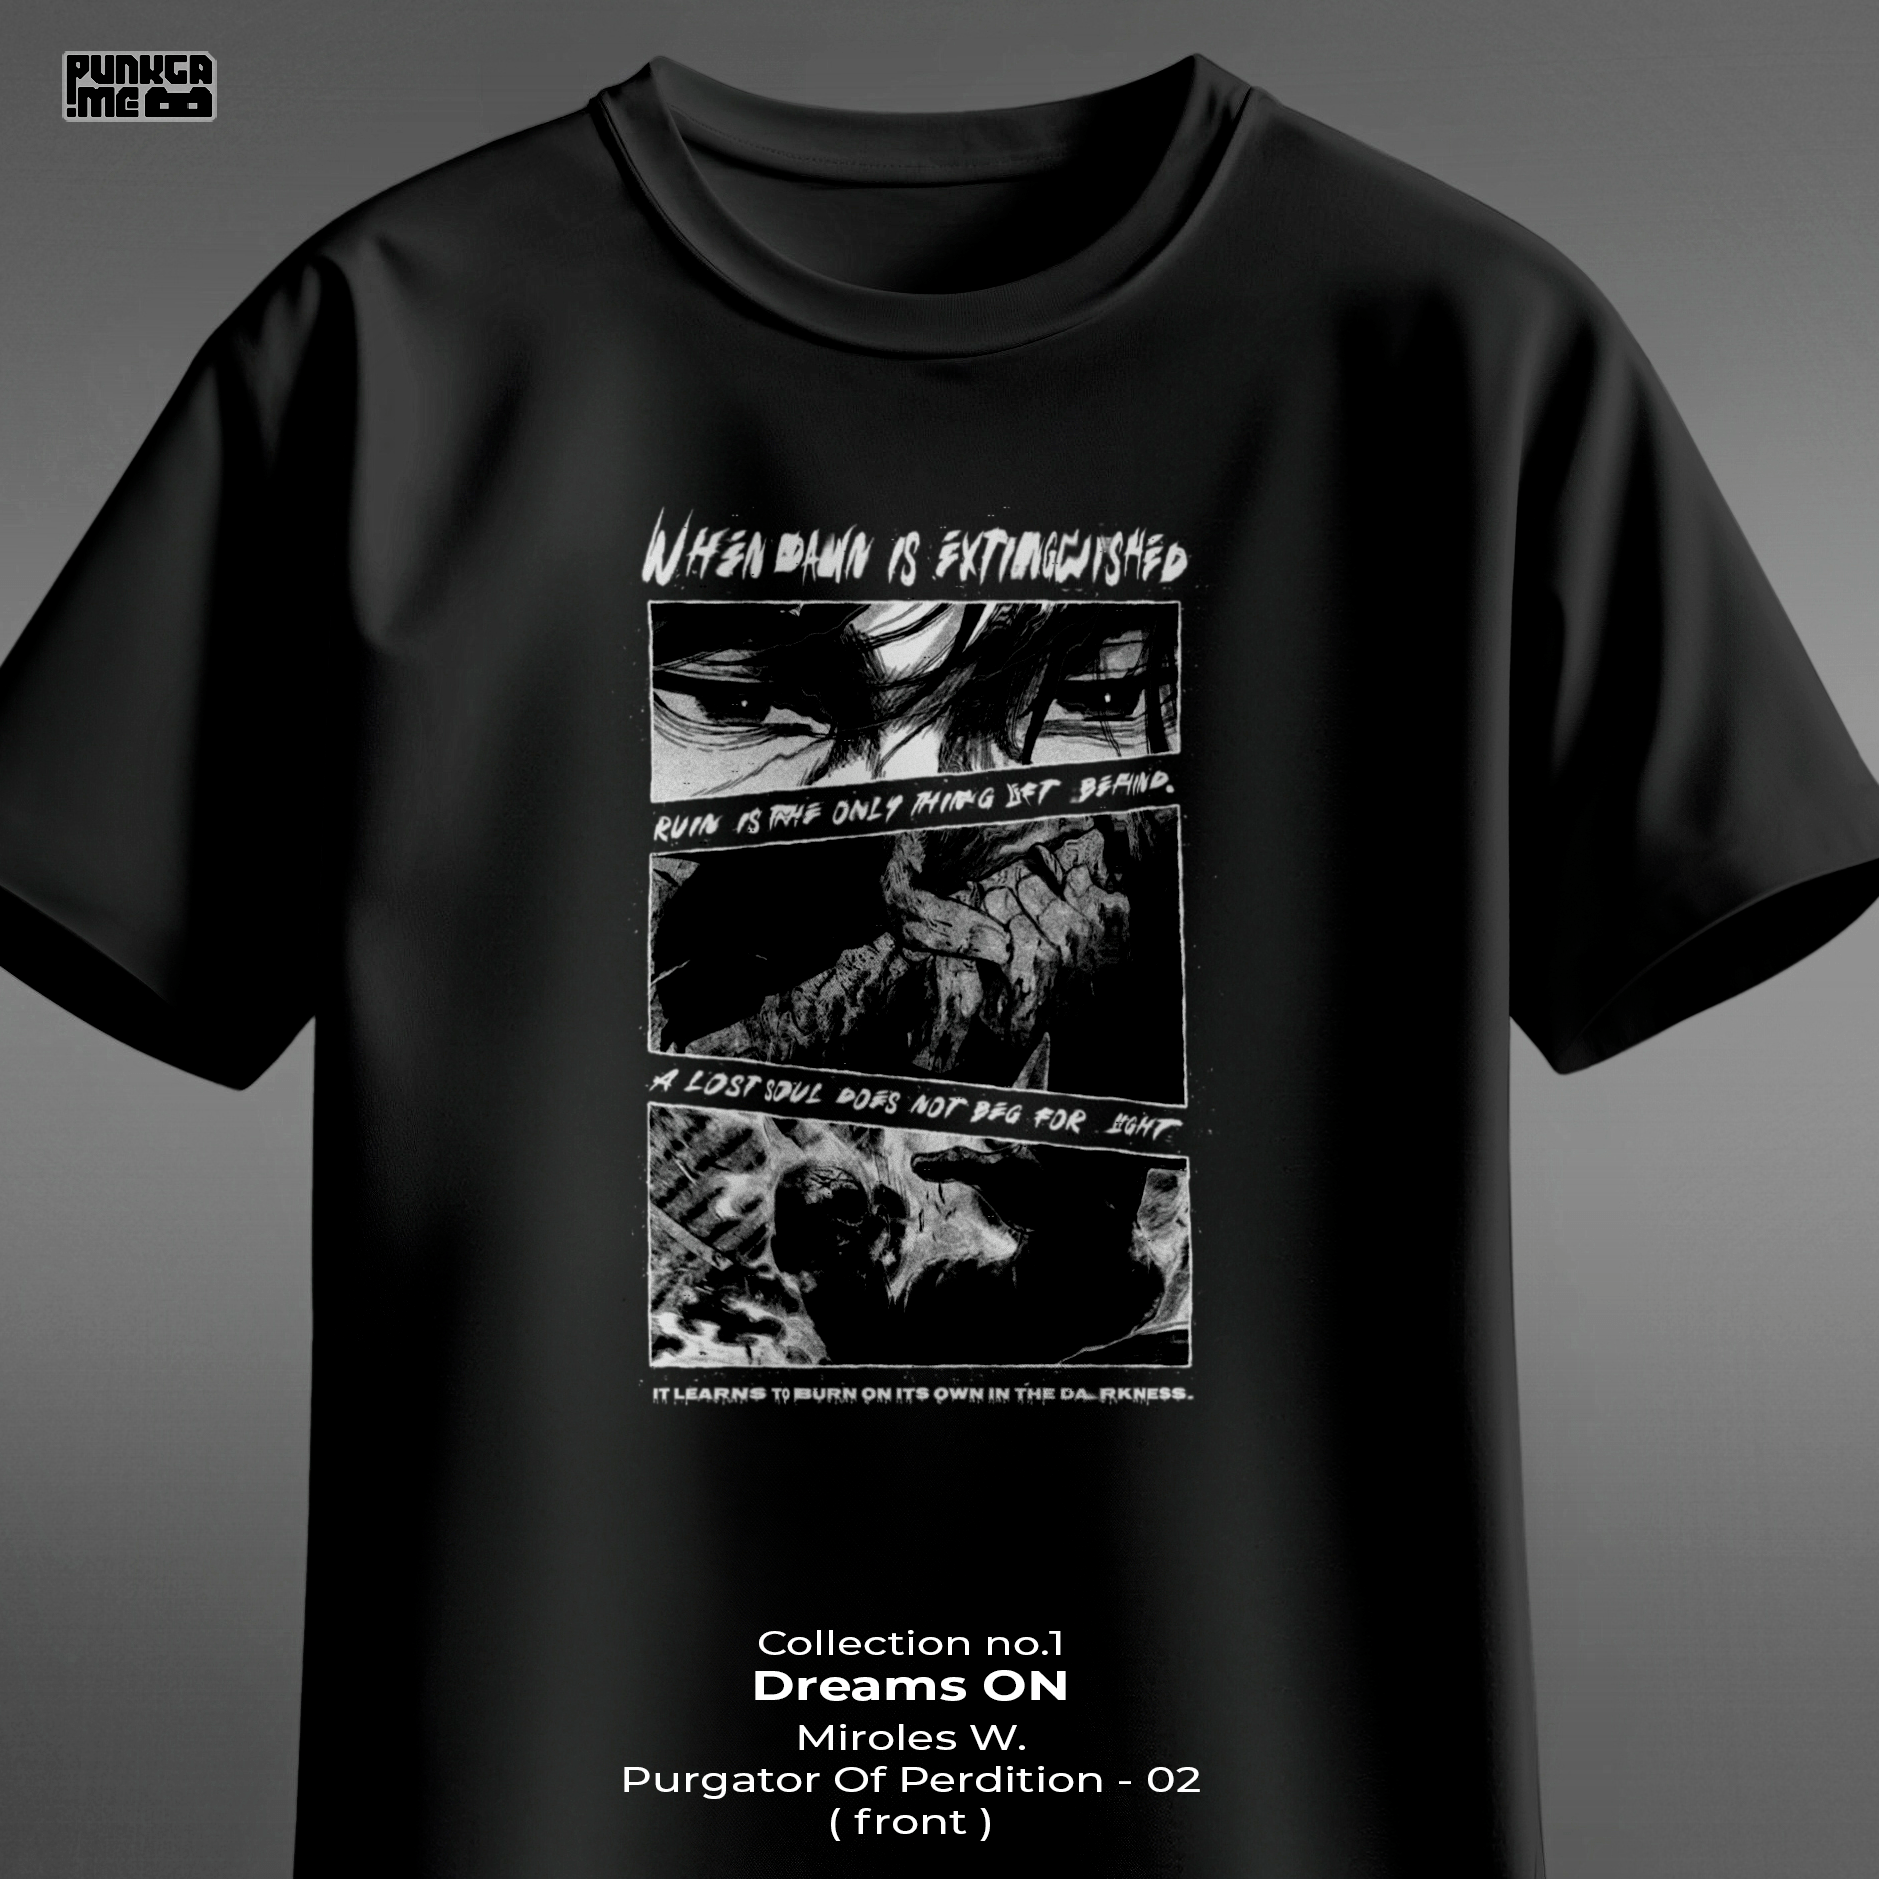 PUNKGA
.ME
WHEN DAWN IS EXTINGUISHED
RUIN IS THE ONLY THING LEFT BEHIND.
A LOST SOUL DOES NOT BEG FOR LIGHT
IT LEARNS TO BURN ON ITS OWN IN THE DA RKNESS.
Collection no.1
Dreams ON
Miroles W.
Purgator Of Perdition - 02
( front )